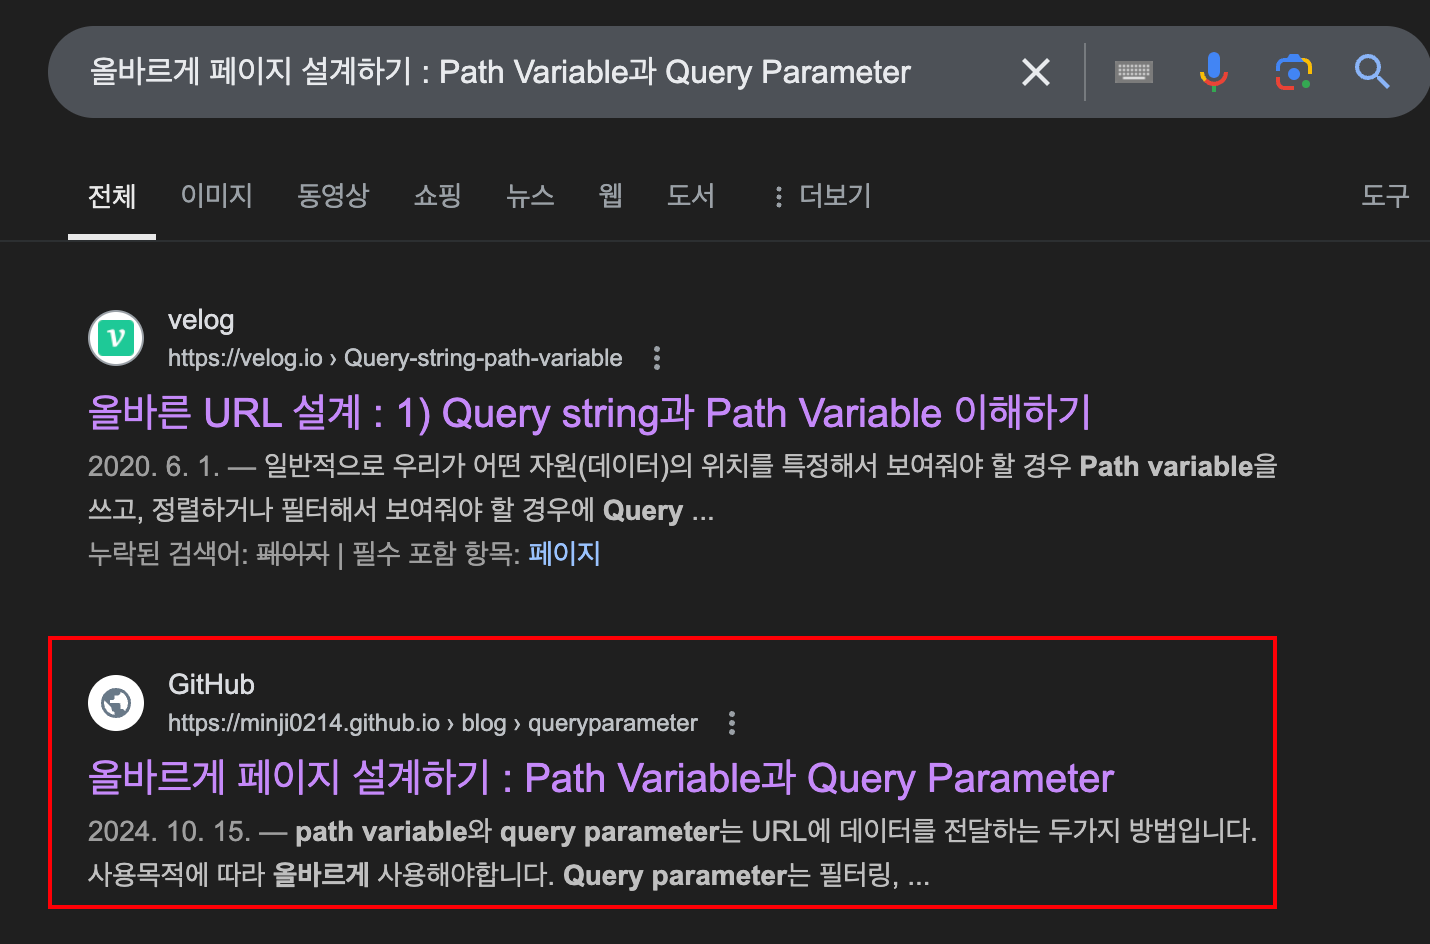 올바르게 페이지 설계하기 : Path Variable과 Query Parameter
전체 이미지 동영상 쇼핑 뉴스 웹 도서 더보기 도구
velog
https://velog.io › Query-string-path-variable
올바른 URL 설계 : 1) Query string과 Path Variable 이해하기
2020. 6. 1. — 일반적으로 우리가 어떤 자원(데이터)의 위치를 특정해서 보여줘야 할 경우 Path variable을
쓰고, 정렬하거나 필터해서 보여줘야 할 경우에 Query ...
누락된 검색어: 페이지 | 필수 포함 항목: 페이지
GitHub
https://minji0214.github.io › blog › queryparameter
올바르게 페이지 설계하기 : Path Variable과 Query Parameter
2024. 10. 15. — path variable와 query parameter는 URL에 데이터를 전달하는 두가지 방법입니다.
사용목적에 따라 올바르게 사용해야합니다. Query parameter는 필터링, ...